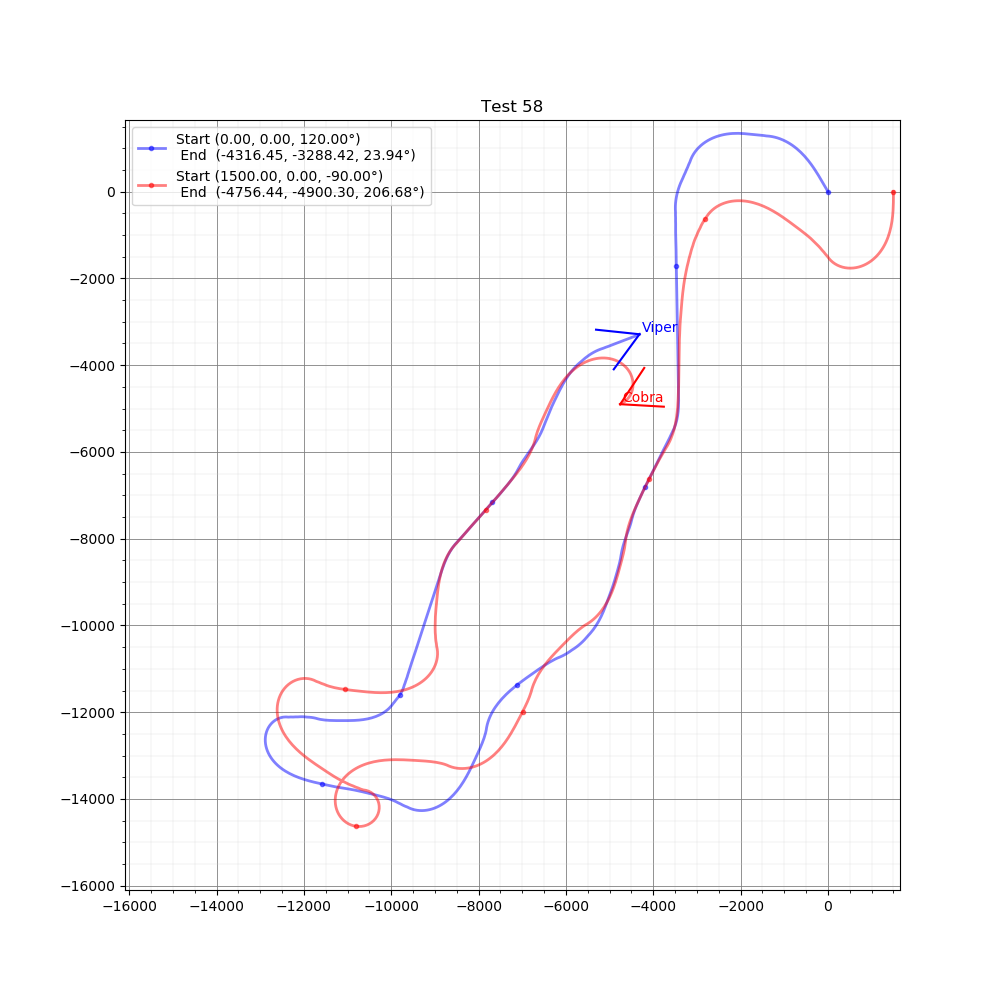 Test 58
Start (0.00, 0.00, 120.00°)
End  (-4316.45, -3288.42, 23.94°)
Start (1500.00, 0.00, -90.00°)
End  (-4756.44, -4900.30, 206.68°)
0
−2000
−4000
−6000
−8000
−10000
−12000
−14000
−16000
Viper
Cobra
−16000 −14000 −12000 −10000 −8000 −6000 −4000 −2000 0